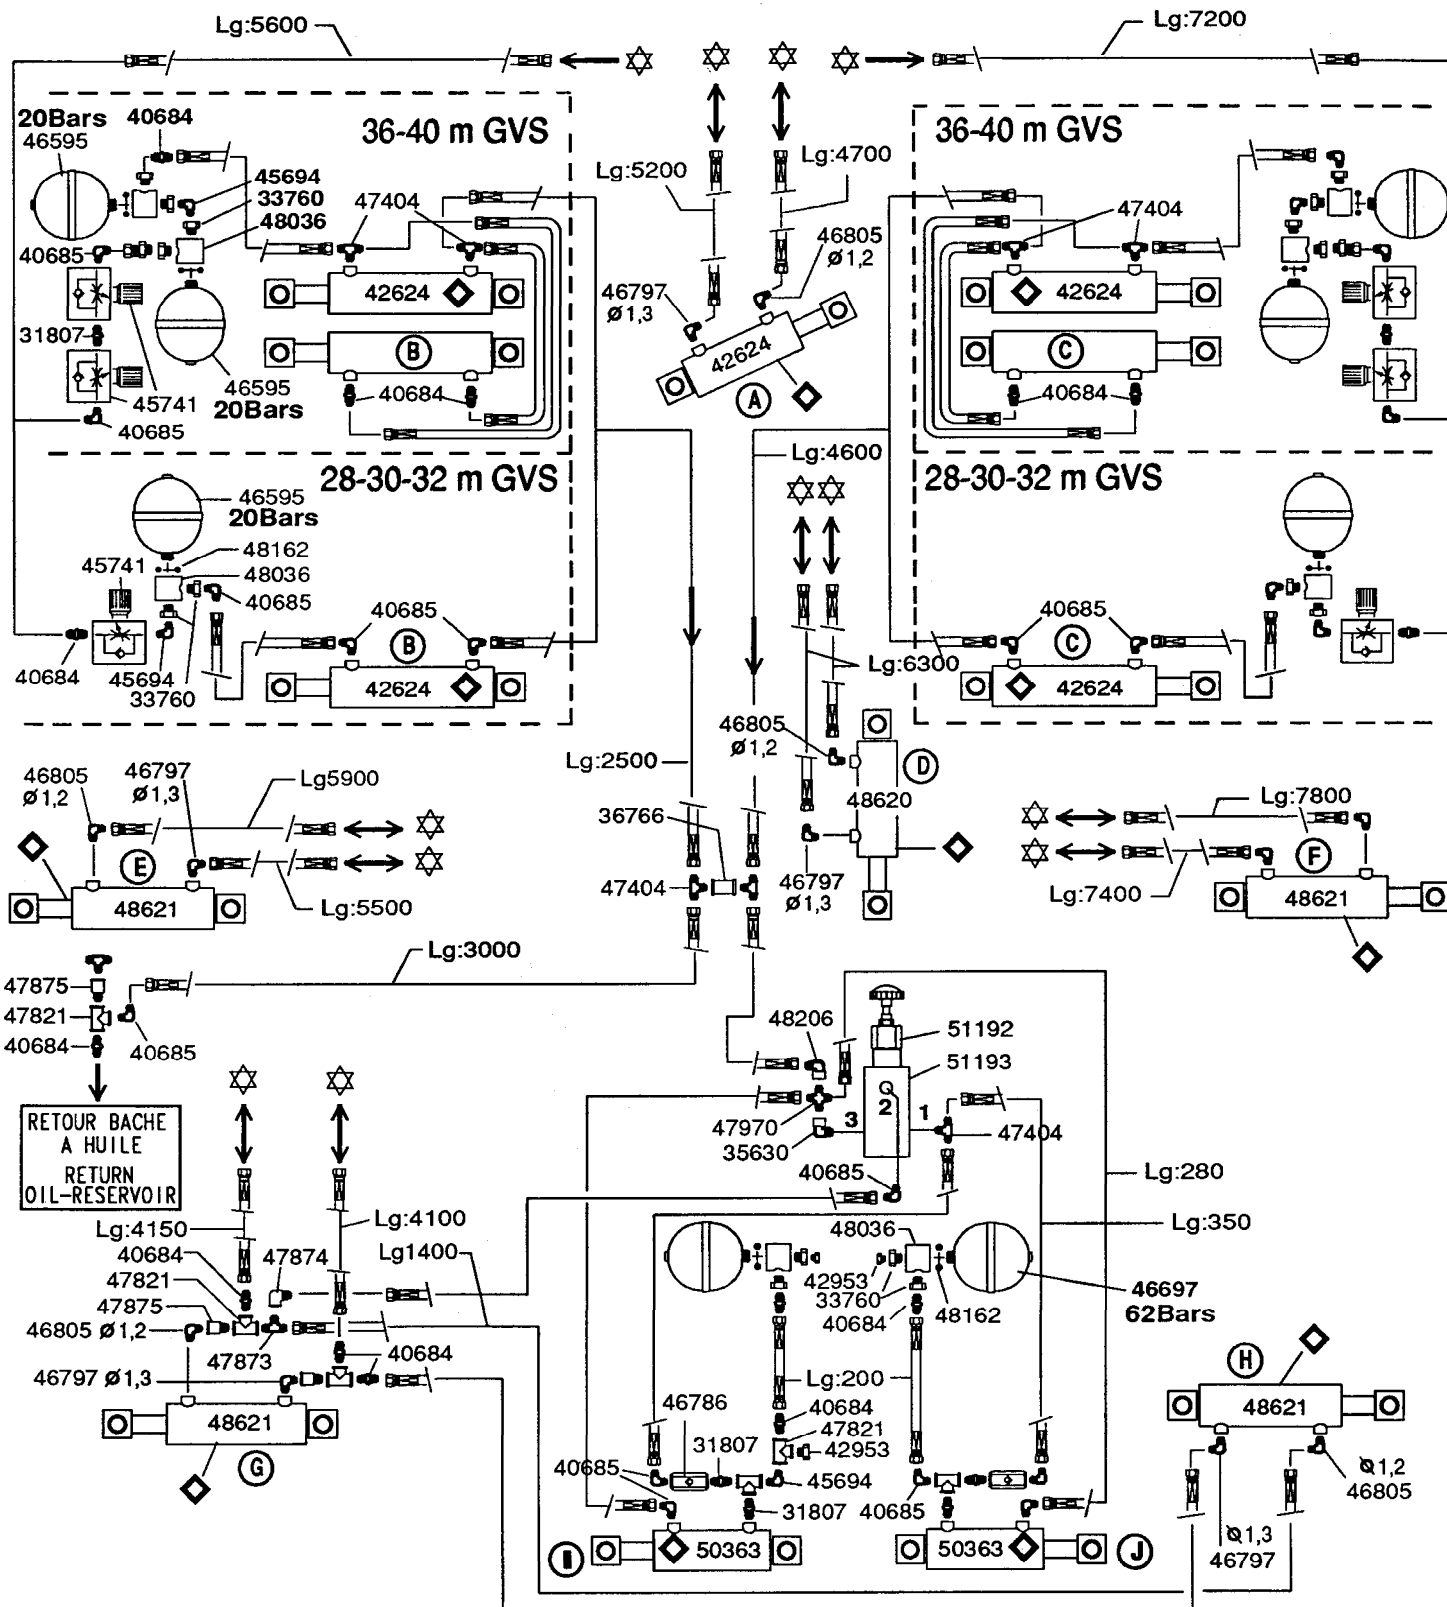 Lg:5600
Lg:7200
20Bars
46595
40684
36-40 m GVS
36-40 m GVS
Lg:5200
Lg:4700
45694
33760
48036
47404
47404
40685
46805
Ø1,2
46797
Ø1,3
42624
42624
42624
31807
B
C
46595
20Bars
45741
40685
40684
40684
A
28-30-32 m GVS
Lg:4600
28-30-32 m GVS
46595
20Bars
48162
48036
40685
45741
40685
B
40685
C
40684
45694
33760
42624
42624
Lg:6300
46805
Ø1,2
Lg:2500
D
46805
Ø1,2
46797
Ø1,3
Lg5900
48620
36766
Lg:7800
E
F
47404
46797
Ø1,3
48621
Lg:5500
Lg:7400
48621
Lg:3000
47875
47821
40684
40685
48206
51192
51193
RETOUR BACHE
A HUILE
RETURN
OIL-RESERVOIR
2
1
3
47970
35630
47404
40685
Lg:280
Lg:4150
Lg:4100
Lg1400
Lg:350
40684
47874
48036
47821
47875
42953
33760
40684
48162
46697
62Bars
46805 Ø1,2
47873
40684
46797 Ø1,3
Lg:200
H
48621
48621
46786
40684
47821
42953
31807
G
40685
45694
40685
31807
Ø1,2
46805
I
50363
50363
J
Ø1,3
46797